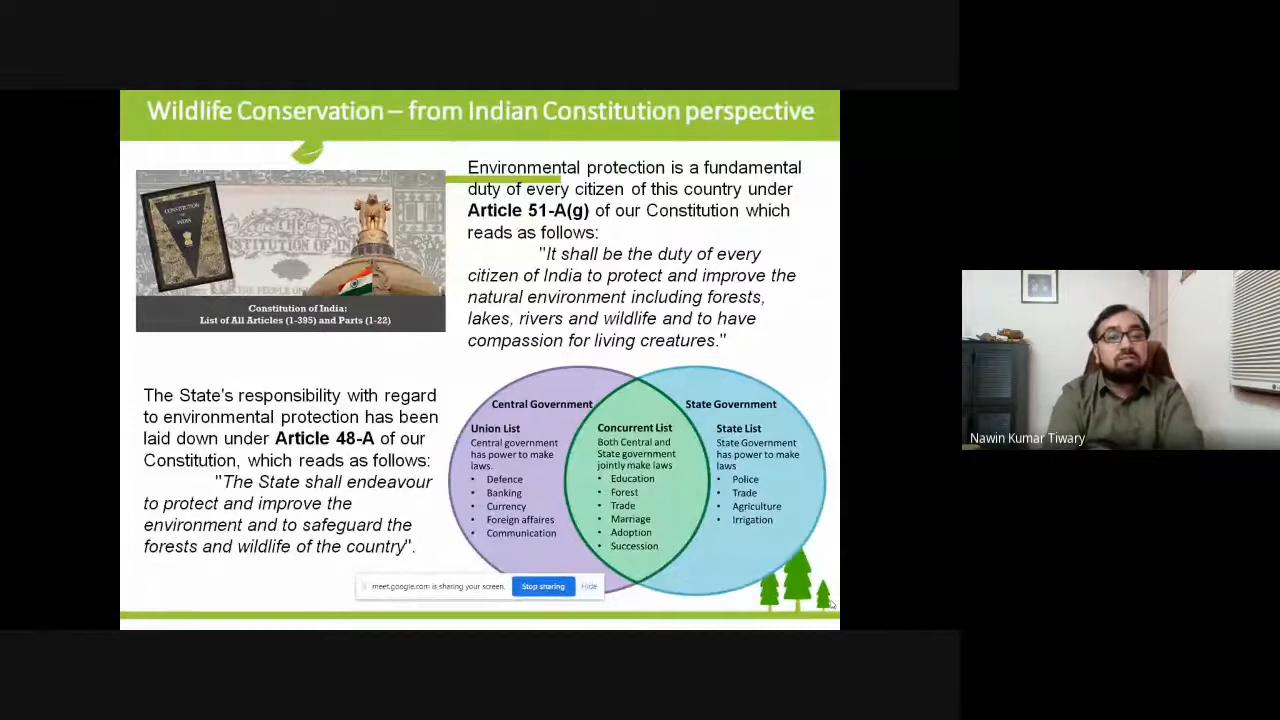 Wildlife Conservation – from Indian Constitution perspective
CONSTITUTION
OF
INDIA
Constitution of India:
List of All Articles (1-395) and Parts (1-22)
Environmental protection is a fundamental
duty of every citizen of this country under
Article 51-A(g) of our Constitution which
reads as follows:
"It shall be the duty of every
citizen of India to protect and improve the
natural environment including forests,
lakes, rivers and wildlife and to have
compassion for living creatures."
The State's responsibility with regard
to environmental protection has been
laid down under Article 48-A of our
Constitution, which reads as follows:
"The State shall endeavour
to protect and improve the
environment and to safeguard the
forests and wildlife of the country".
Central Government
Union List
Central government
has power to make
laws.
• Defence
• Banking
• Currency
• Foreign affaires
• Communication
Concurrent List
Both Central and
State government
jointly make laws
• Education
• Forest
• Trade
• Marriage
• Adoption
• Succession
State Government
State List
State Government
has power to make
laws
• Police
• Trade
• Agriculture
• Irrigation
meet.google.com is sharing your screen.
Stop sharing
Hide
Nawin Kumar Tiwary